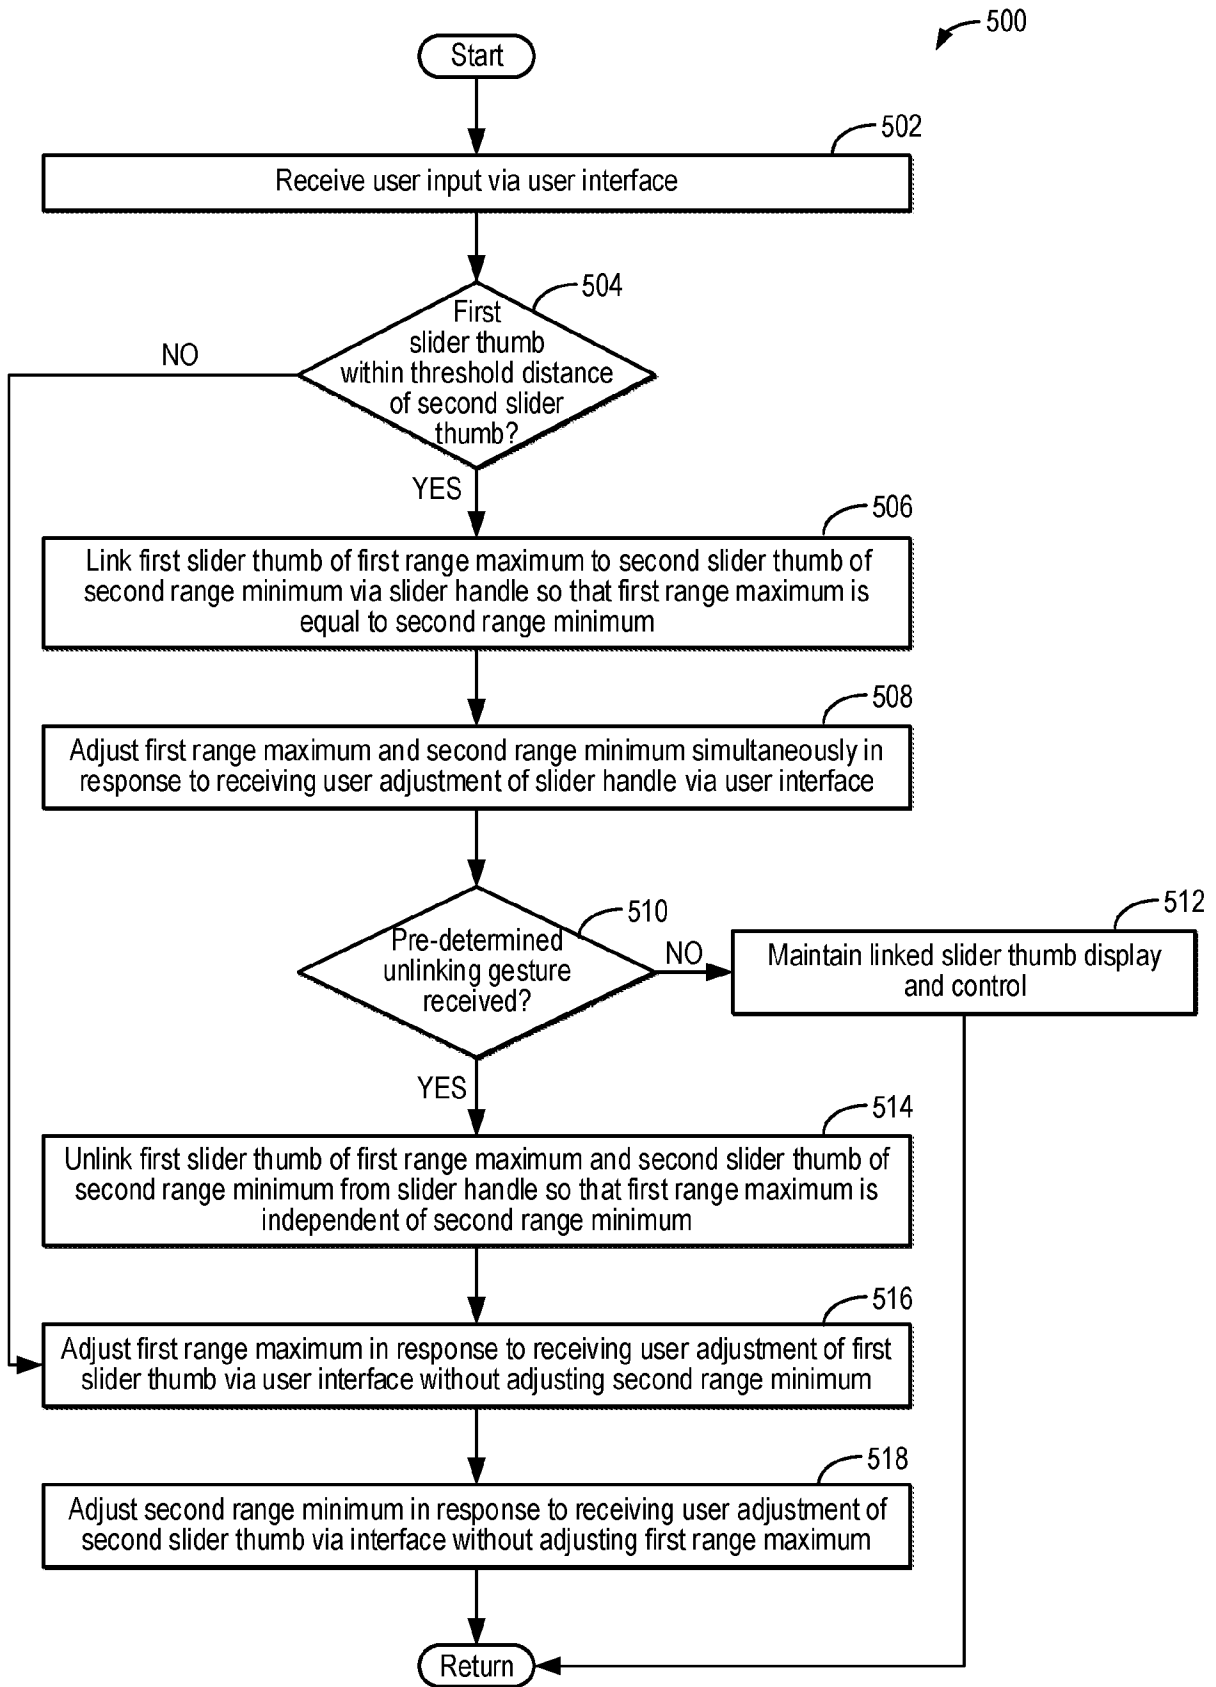 500
Start
502
Receive user input via user interface
504
First
slider thumb
within threshold distance
of second slider
thumb?
NO
YES
506
Link first slider thumb of first range maximum to second slider thumb of
second range minimum via slider handle so that first range maximum is
equal to second range minimum
508
Adjust first range maximum and second range minimum simultaneously in
response to receiving user adjustment of slider handle via user interface
510
Pre-determined
unlinking gesture
received?
NO
512
Maintain linked slider thumb display
and control
YES
514
Unlink first slider thumb of first range maximum and second slider thumb of
second range minimum from slider handle so that first range maximum is
independent of second range minimum
516
Adjust first range maximum in response to receiving user adjustment of first
slider thumb via user interface without adjusting second range minimum
518
Adjust second range minimum in response to receiving user adjustment of
second slider thumb via interface without adjusting first range maximum
Return